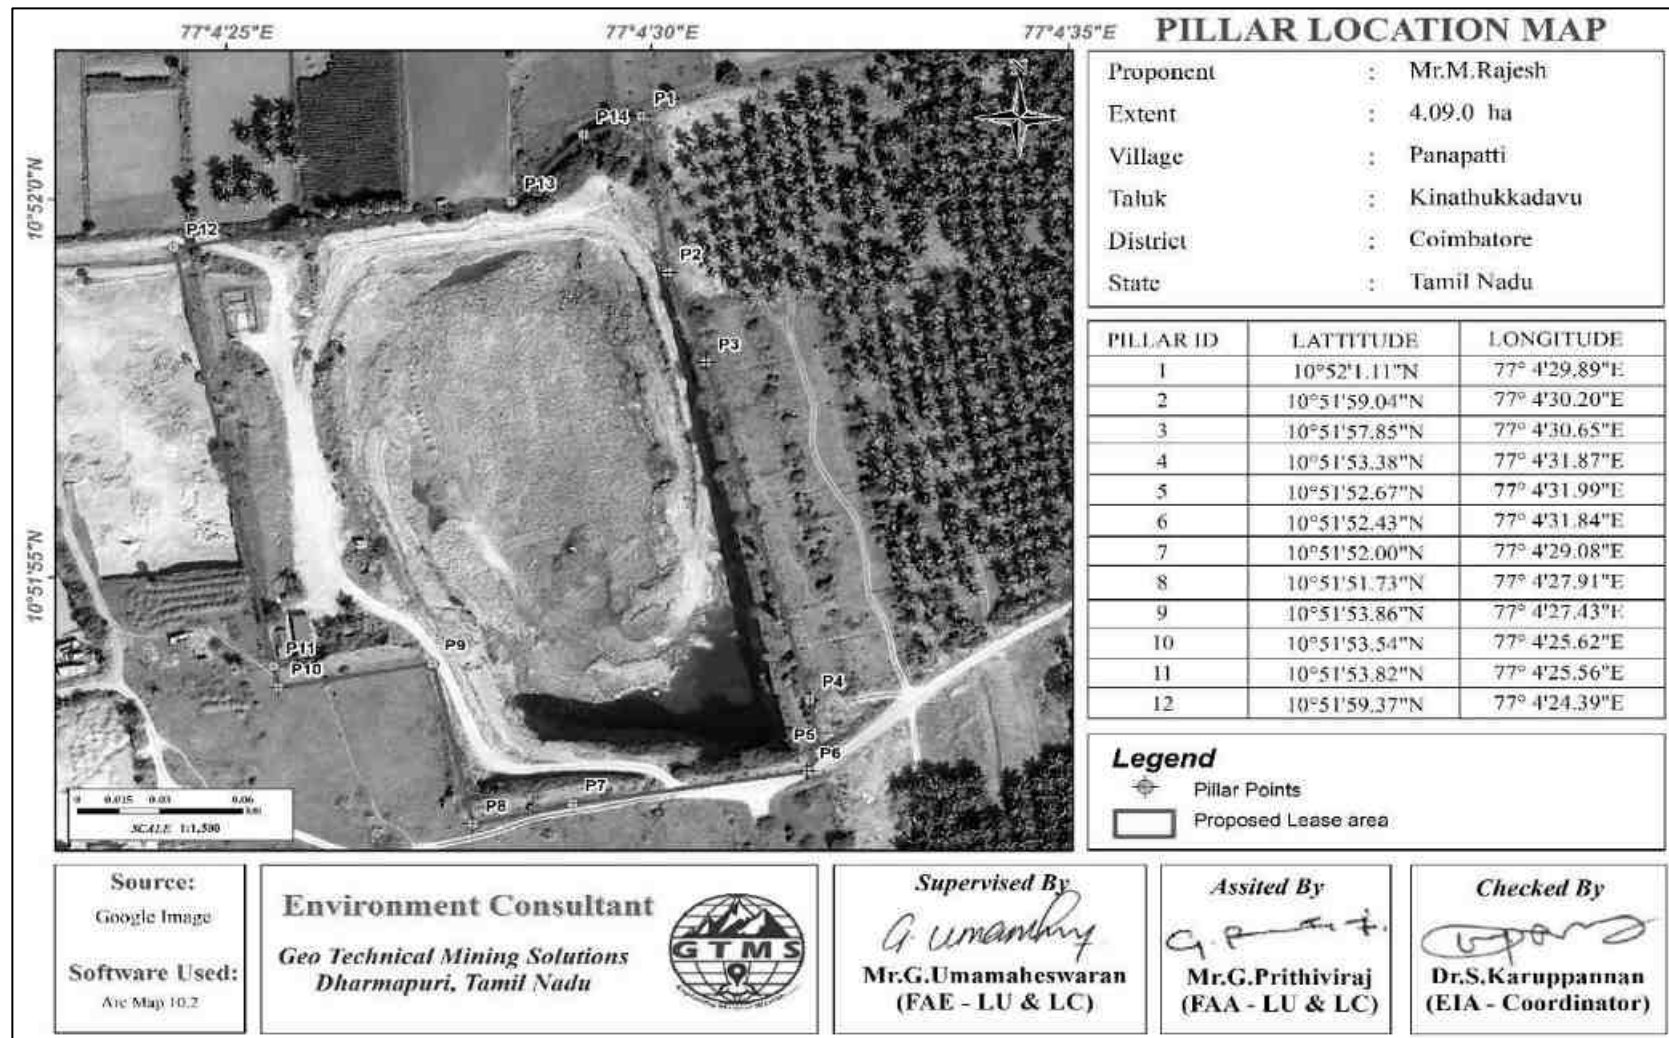 77°4'25"E 77°4'30"E 77°4'35"E
PILLAR LOCATION MAP
10°52'0"N
10°51'55"N
P1
P14
P13
P12
P2
P3
P11
P10
P9
P4
P5
P6
P7
P8
0 0.015 0.03 0.06
SCALE 1:1,500
Proponent : Mr.M.Rajesh
Extent : 4.09.0 ha
Village : Panapatti
Taluk : Kinathukkadavu
District : Coimbatore
State : Tamil Nadu
PILLAR ID LATTITUDE LONGITUDE
1 10°52'1.11"N 77° 4'29.89"E
2 10°51'59.04"N 77° 4'30.20"E
3 10°51'57.85"N 77° 4'30.65"E
4 10°51'53.38"N 77° 4'31.87"E
5 10°51'52.67"N 77° 4'31.99"E
6 10°51'52.43"N 77° 4'31.84"E
7 10°51'52.00"N 77° 4'29.08"E
8 10°51'51.73"N 77° 4'27.91"E
9 10°51'53.86"N 77° 4'27.43"E
10 10°51'53.54"N 77° 4'25.62"E
11 10°51'53.82"N 77° 4'25.56"E
12 10°51'59.37"N 77° 4'24.39"E
Legend
Pillar Points
Proposed Lease area
Source:
Google Image
Software Used:
Arc Map 10.2
Environment Consultant
Geo Technical Mining Solutions
Dharmapuri, Tamil Nadu
GTMS
Supervised By
G. Umamhy
Mr.G.Umamaheswaran
(FAE - LU & LC)
Assited By
Mr.G.Prithiviraj
(FAA - LU & LC)
Checked By
Dr.S.Karuppannan
(EIA - Coordinator)